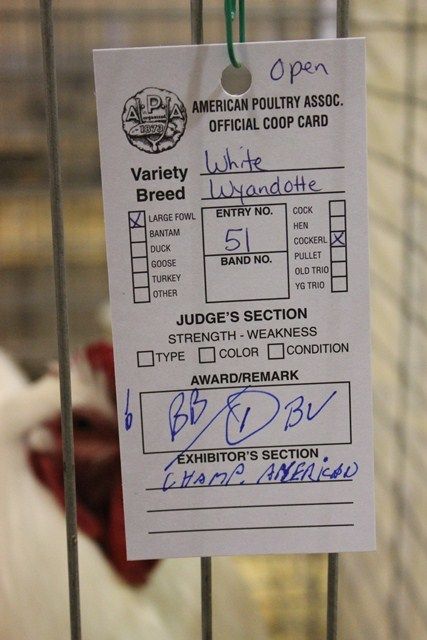 Open
A.P.A
organized
1873
AMERICAN POULTRY ASSOC.
OFFICIAL COOP CARD
Variety White
Breed Wyandotte
X LARGE FOWL
BANTAM
DUCK
GOOSE
TURKEY
OTHER
ENTRY NO.
51
BAND NO.
COCK
HEN
COCKERL X
PULLET
OLD TRIO
YG TRIO
JUDGE'S SECTION
STRENGTH - WEAKNESS
TYPE COLOR CONDITION
AWARD/REMARK
6 BB 1 BV
EXHIBITOR'S SECTION
CHAMP. AMERICAN